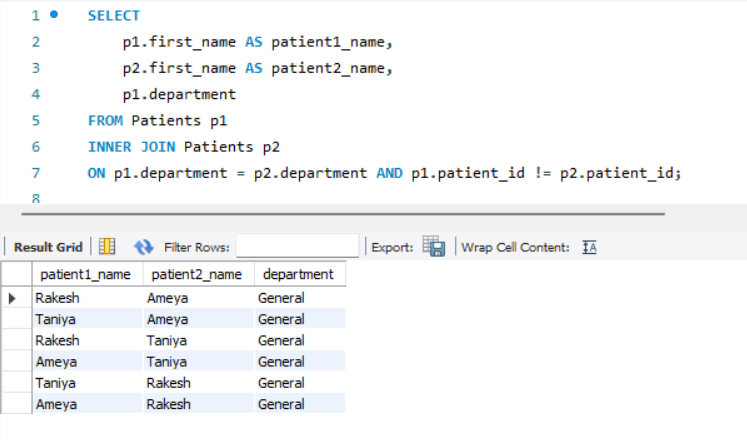 1 SELECT
2 p1.first_name AS patient1_name,
3 p2.first_name AS patient2_name,
4 p1.department
5 FROM Patients p1
6 INNER JOIN Patients p2
7 ON p1.department = p2.department AND p1.patient_id != p2.patient_id;
8
Result Grid Filter Rows: Export: Wrap Cell Content: IA
patient1_name patient2_name department
Rakesh Ameya General
Taniya Ameya General
Rakesh Taniya General
Ameya Taniya General
Taniya Rakesh General
Ameya Rakesh General